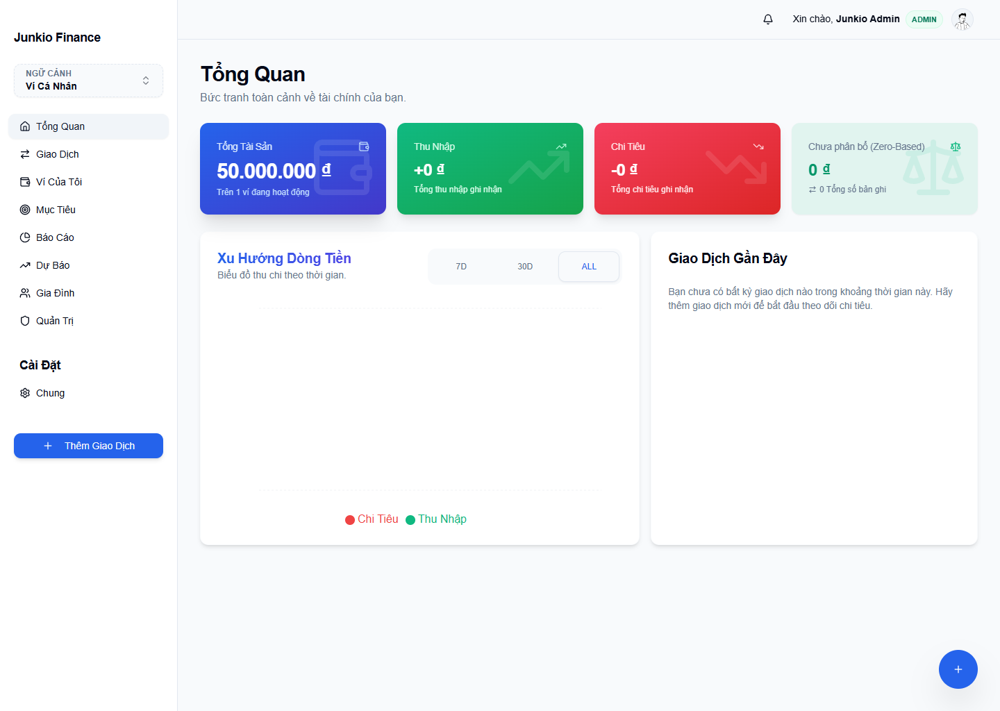 Junkio Finance
NGỮ CẢNH
Ví Cá Nhân
Tổng Quan
Giao Dịch
Ví Của Tôi
Mục Tiêu
Báo Cáo
Dự Báo
Gia Đình
Quản Trị
Cài Đặt
Chung
Thêm Giao Dịch
Xin chào, Junkio Admin ADMIN
Tổng Quan
Bức tranh toàn cảnh về tài chính của bạn.
Tổng Tài Sản
50.000.000 ₫
Trên 1 ví đang hoạt động
Thu Nhập
+0 ₫
Tổng thu nhập ghi nhận
Chi Tiêu
-0 ₫
Tổng chi tiêu ghi nhận
Chưa phân bổ (Zero-Based)
0 ₫
0 Tổng số bản ghi
Xu Hướng Dòng Tiền
Biểu đồ thu chi theo thời gian.
7D 30D ALL
Chi Tiêu Thu Nhập
Giao Dịch Gần Đây
Bạn chưa có bất kỳ giao dịch nào trong khoảng thời gian này. Hãy
thêm giao dịch mới để bắt đầu theo dõi chi tiêu.